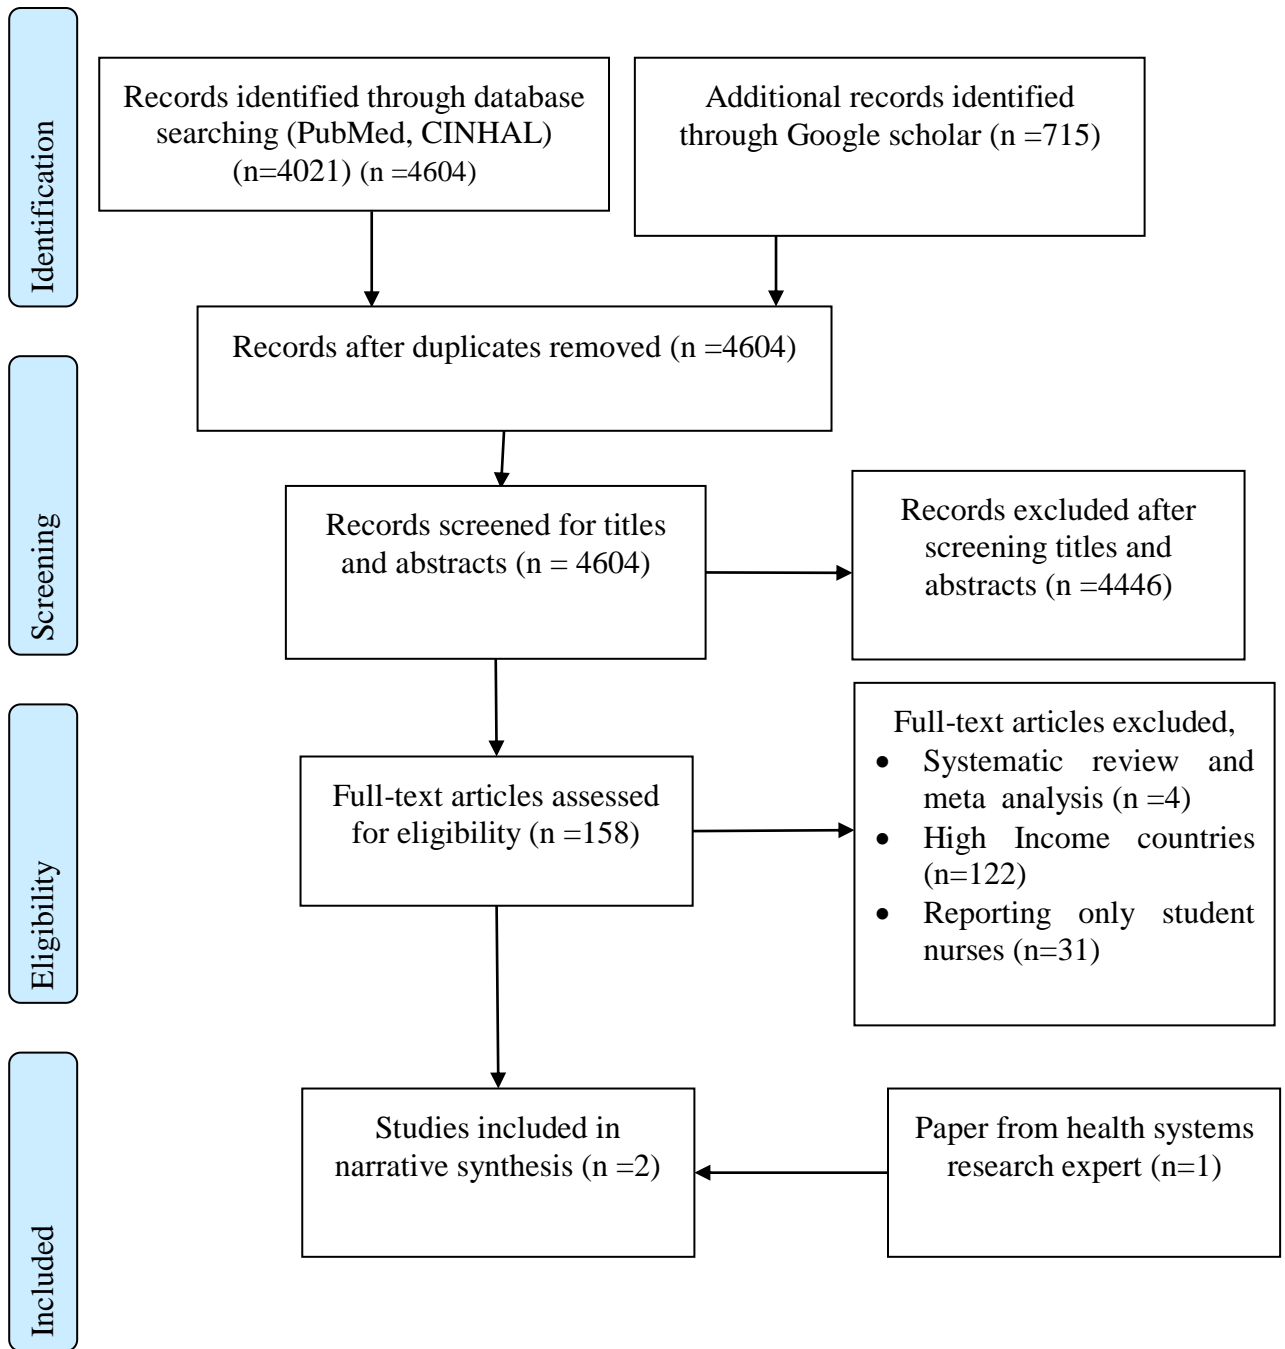 Identification
Records identified through database
searching (PubMed, CINHAL)
(n=4021) (n =4604)
Additional records identified
through Google scholar (n =715)
Records after duplicates removed (n =4604)
Screening
Records screened for titles
and abstracts (n = 4604)
Records excluded after
screening titles and
abstracts (n =4446)
Eligibility
Full-text articles assessed
for eligibility (n =158)
Full-text articles excluded,
• Systematic review and
meta analysis (n =4)
• High Income countries
(n=122)
• Reporting only student
nurses (n=31)
Included
Studies included in
narrative synthesis (n =2)
Paper from health systems
research expert (n=1)